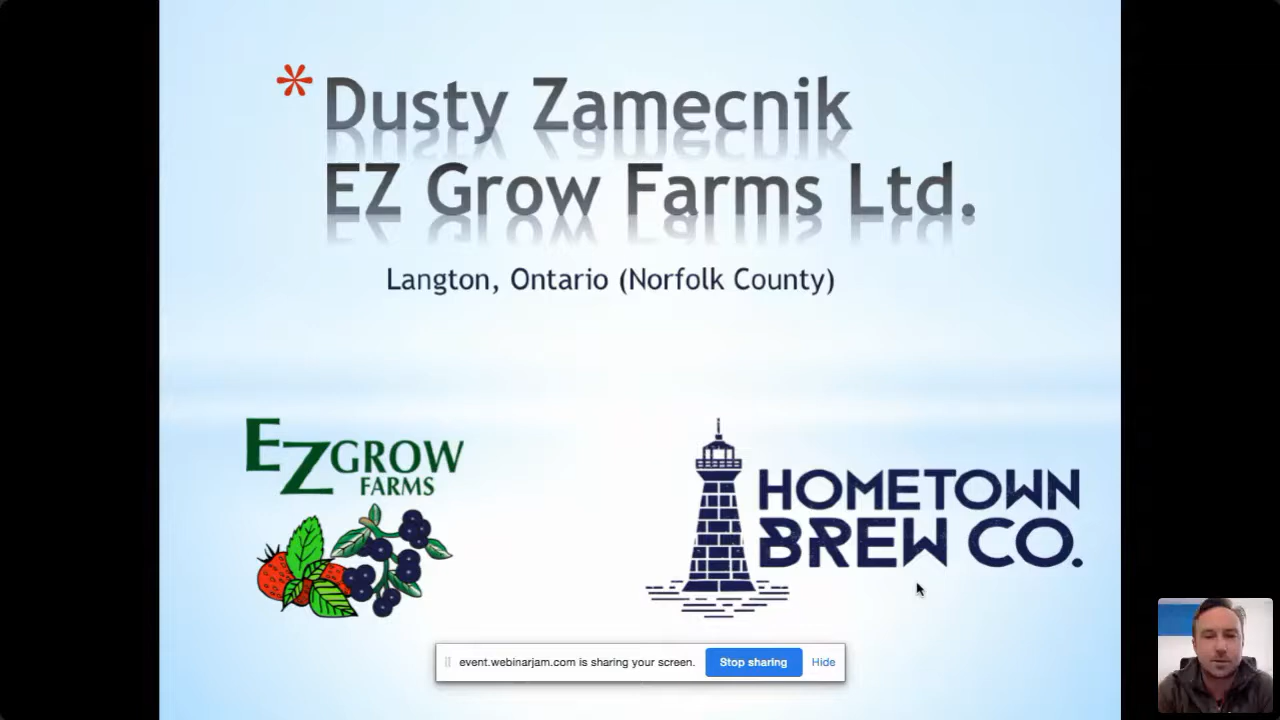 * Dusty Zamecnik
EZ Grow Farms Ltd.
Langton, Ontario (Norfolk County)
EZ GROW
FARMS
HOMETOWN
BREW CO.
event.webinarjam.com is sharing your screen. Stop sharing Hide